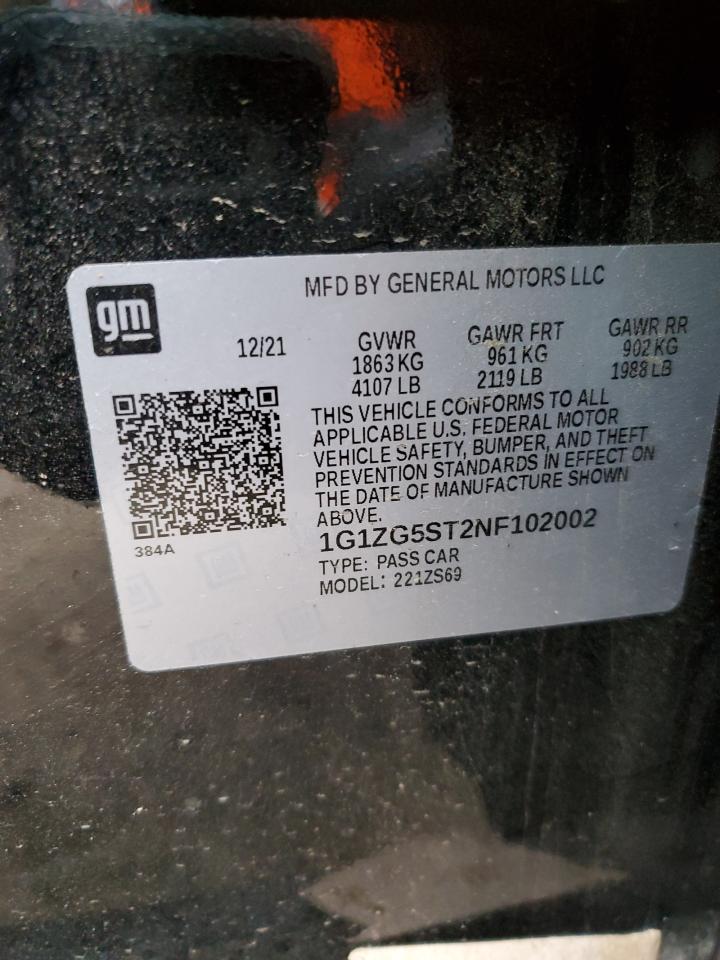 gm
MFD BY GENERAL MOTORS LLC
12/21
GVWR
1863 KG
4107 LB
GAWR FRT
961 KG
2119 LB
GAWR RR
902 KG
1988 LB
THIS VEHICLE CONFORMS TO ALL
APPLICABLE U.S. FEDERAL MOTOR
VEHICLE SAFETY, BUMPER, AND THEFT
PREVENTION STANDARDS IN EFFECT ON
THE DATE OF MANUFACTURE SHOWN
ABOVE.
384A
1G1ZG5ST2NF102002
TYPE: PASS CAR
MODEL: 221ZS69